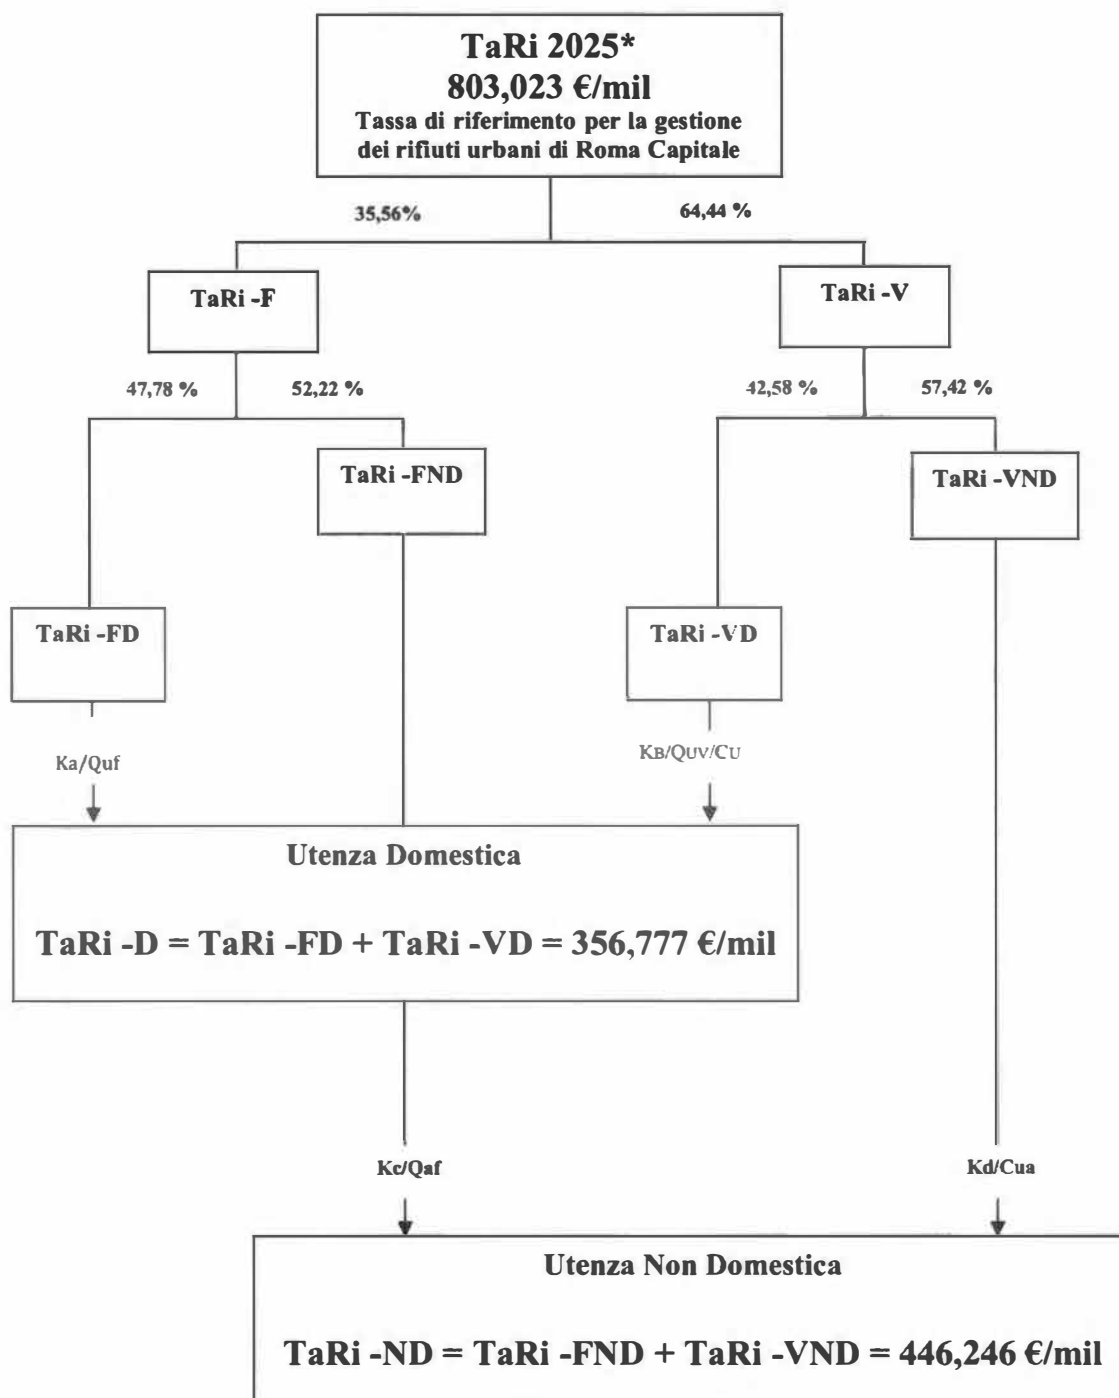 TaRi 2025*
803,023 €/mil
Tassa di riferimento per la gestione
dei rifiuti urbani di Roma Capitale
35,56%
64,44 %
TaRi -F
TaRi -V
47,78 %
52,22 %
42,58 %
57,42 %
TaRi -FND
TaRi -VND
TaRi -FD
TaRi -VD
Ka/Quf
KB/QUV/CU
Utenza Domestica
TaRi -D = TaRi -FD + TaRi -VD = 356,777 €/mil
Kc/Qaf
Kd/Cua
Utenza Non Domestica
TaRi -ND = TaRi -FND + TaRi -VND = 446,246 €/mil